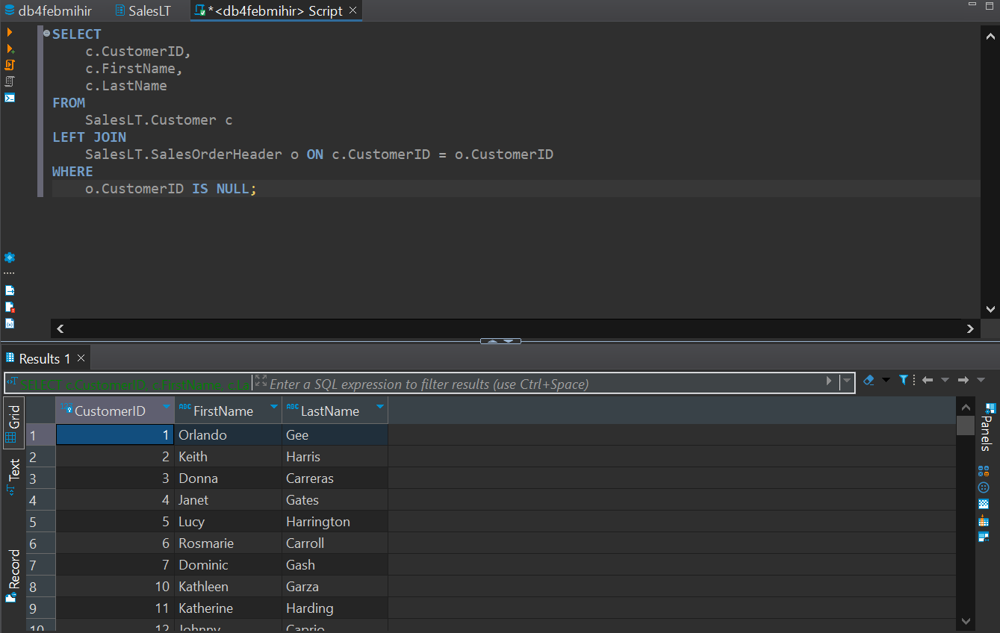 db4febmihir SalesLT *<db4febmihir> Script
SELECT
c.CustomerID,
c.FirstName,
c.LastName
FROM
SalesLT.Customer c
LEFT JOIN
SalesLT.SalesOrderHeader o ON c.CustomerID = o.CustomerID
WHERE
o.CustomerID IS NULL;
Results 1
SELECT c.CustomerID, c.FirstName, c.La Enter a SQL expression to filter results (use Ctrl+Space)
Grid
Text
Record
Panels
CustomerID ABC FirstName ABC LastName
1 1 Orlando Gee
2 2 Keith Harris
3 3 Donna Carreras
4 4 Janet Gates
5 5 Lucy Harrington
6 6 Rosmarie Carroll
7 7 Dominic Gash
8 10 Kathleen Garza
9 11 Katherine Harding
10 12 Johnny Caprio